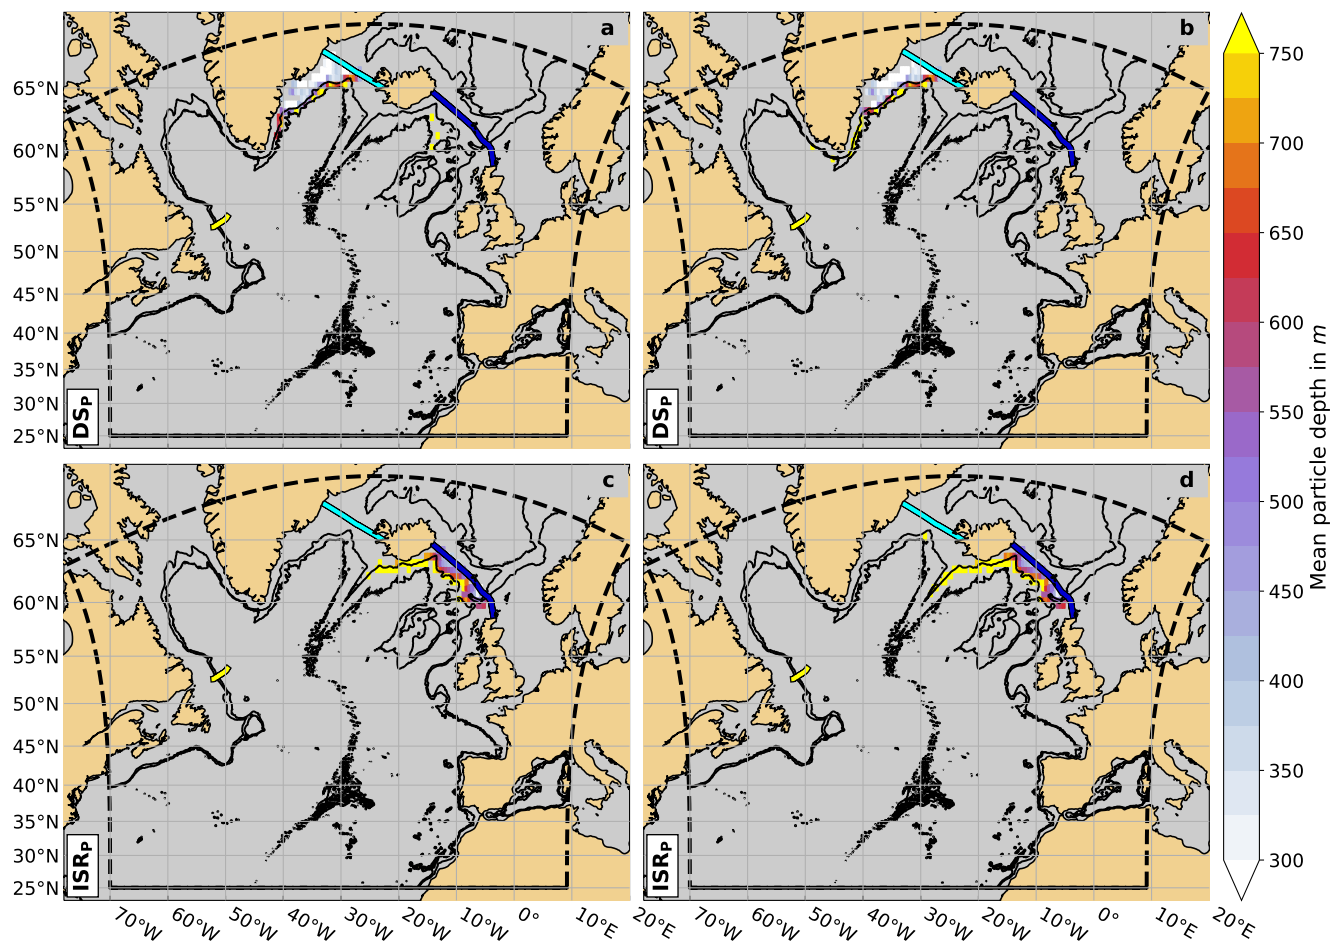 a
b
65°N
60°N
55°N
50°N
45°N
40°N
35°N
30°N
25°N
DSP
DSP
c
d
65°N
60°N
55°N
50°N
45°N
40°N
35°N
30°N
25°N
ISRP
ISRP
70°W
60°W
50°W
40°W
30°W
20°W
10°W
0°
10°E
20°E
70°W
60°W
50°W
40°W
30°W
20°W
10°W
0°
10°E
20°E
750
700
650
600
550
500
450
400
350
300
Mean particle depth in m